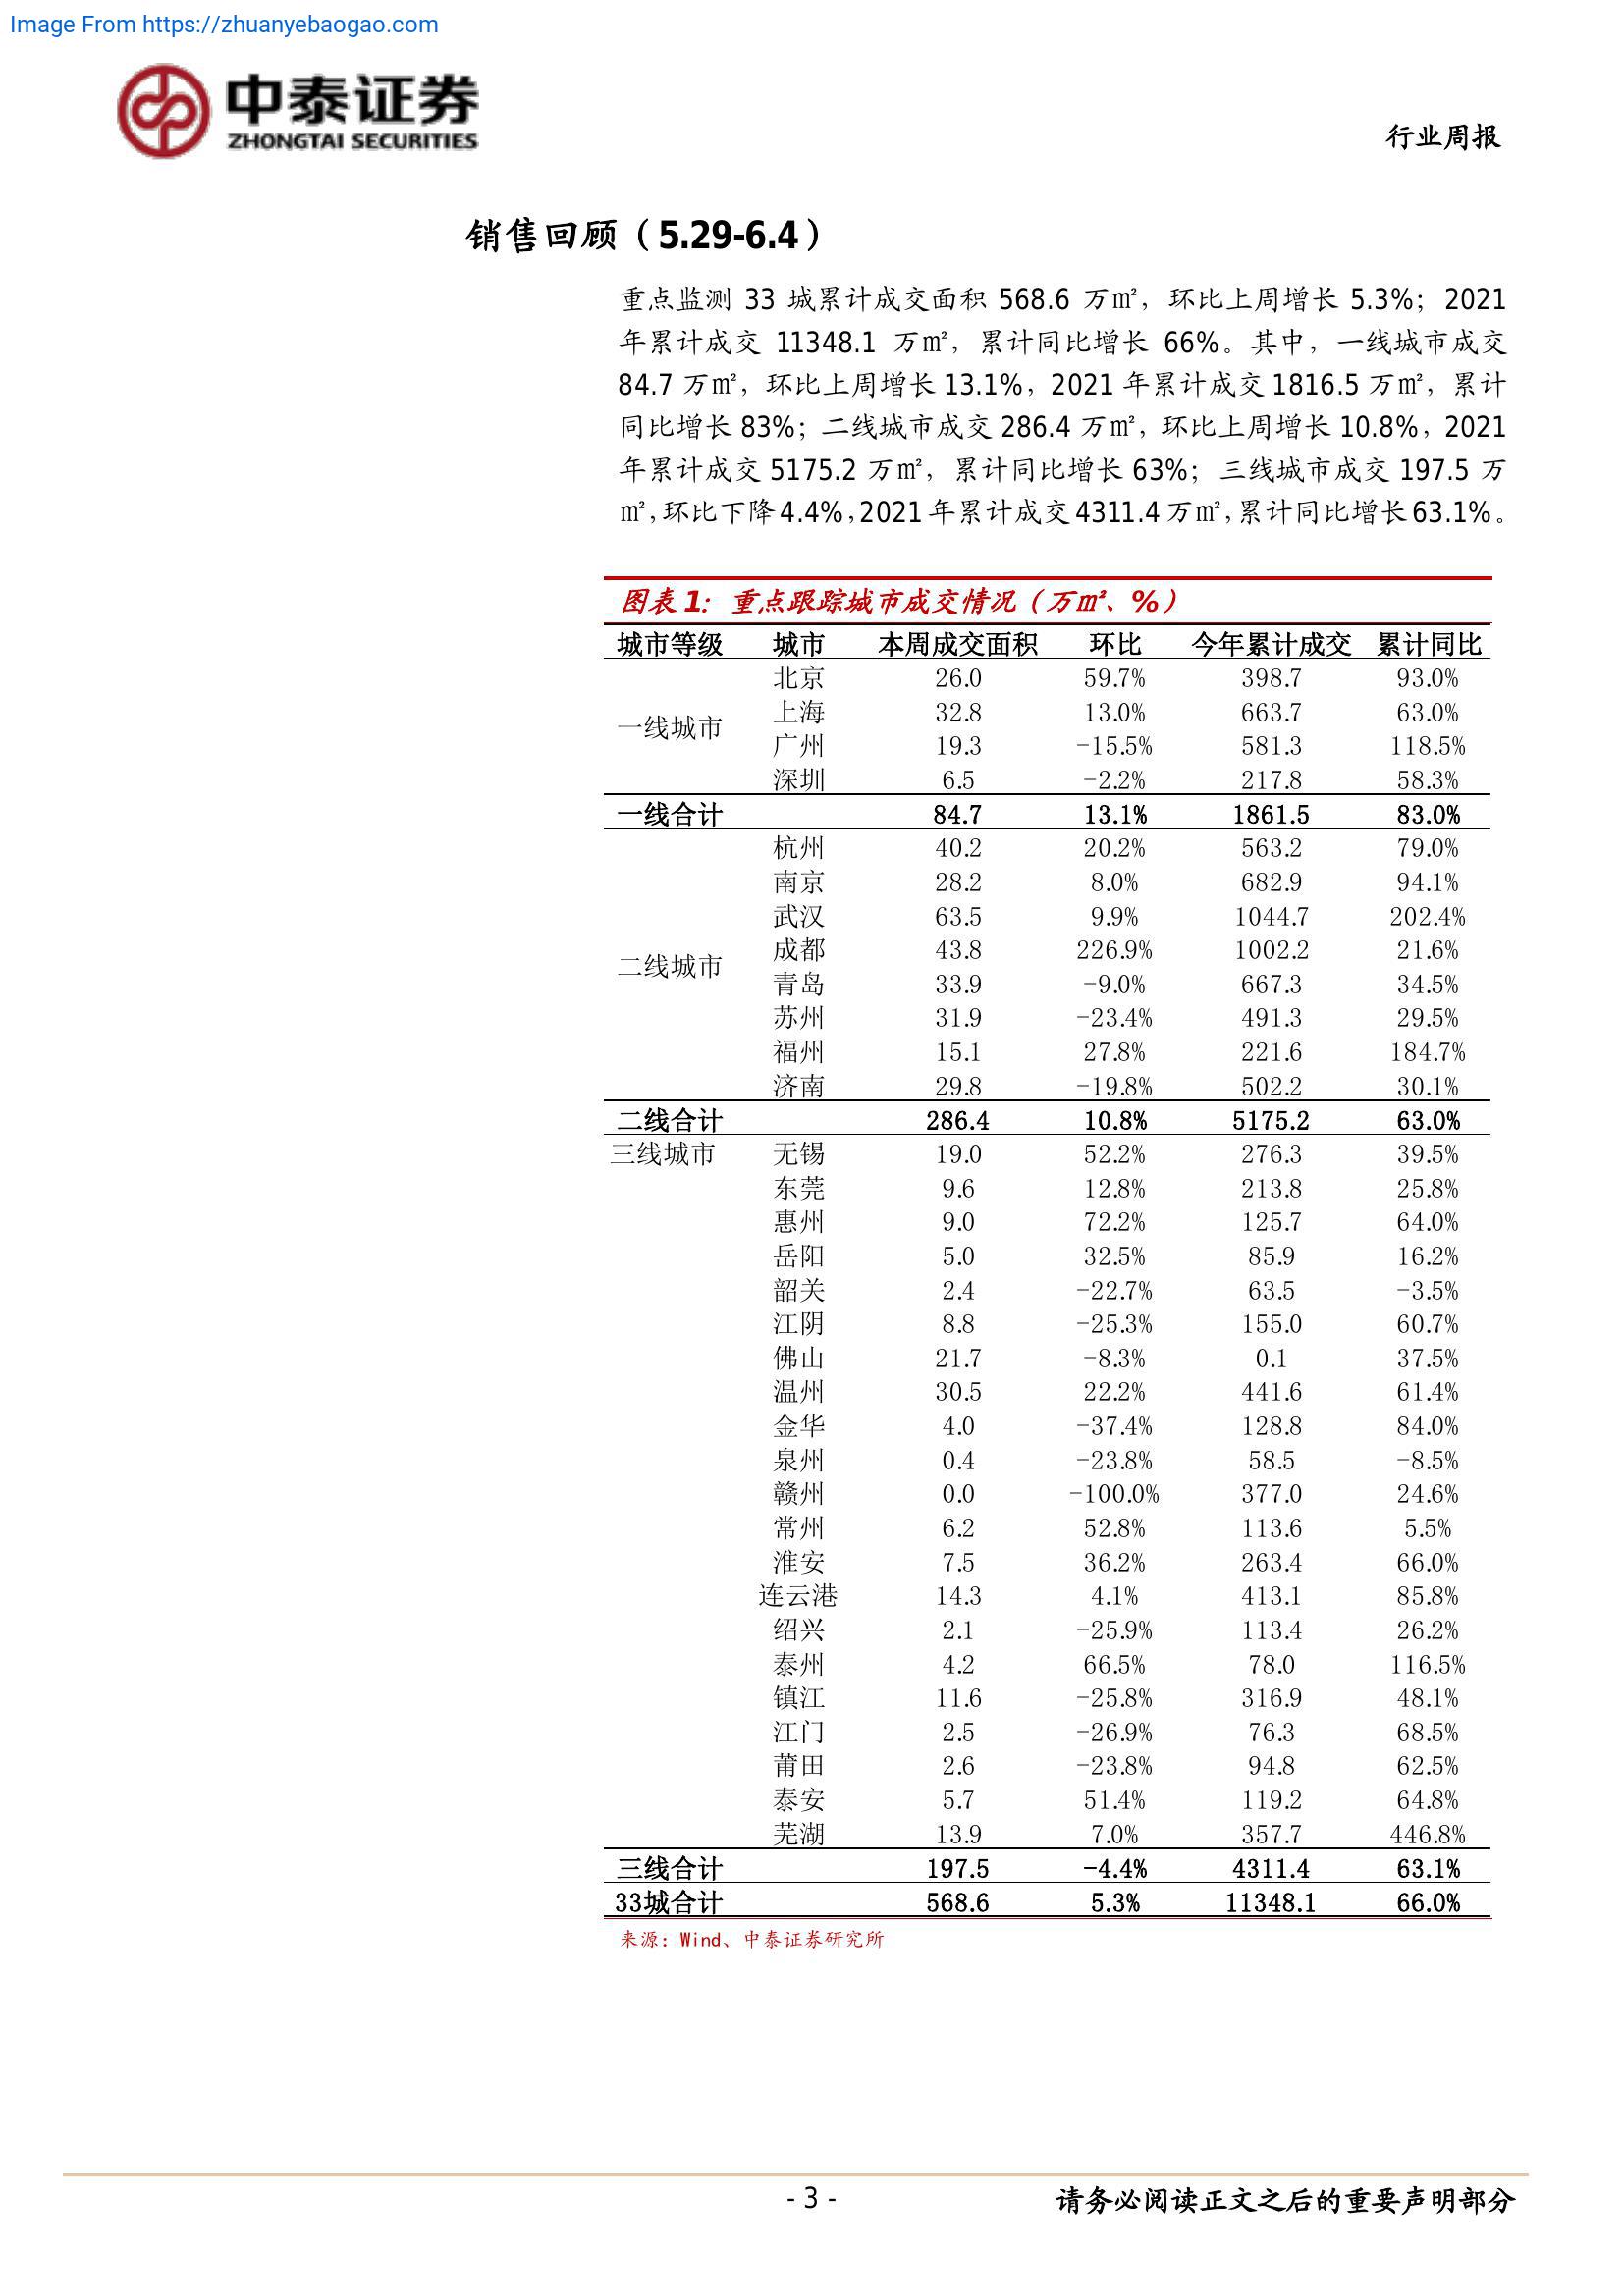 Image From https://zhuanyebaogao.com
中泰证券
ZHONGTAI SECURITIES
行业周报
销售回顾（5.29-6.4）
重点监测 33 城累计成交面积 568.6 万㎡，环比上周增长 5.3%；2021
年累计成交 11348.1 万㎡，累计同比增长 66%。其中，一线城市成交
84.7 万㎡，环比上周增长 13.1%，2021 年累计成交 1816.5 万㎡，累计
同比增长 83%；二线城市成交 286.4 万㎡，环比上周增长 10.8%，2021
年累计成交 5175.2 万㎡，累计同比增长 63%；三线城市成交 197.5 万
㎡，环比下降 4.4%，2021 年累计成交 4311.4 万㎡，累计同比增长 63.1%。
图表 1：重点跟踪城市成交情况（万㎡、%）
城市等级 城市 本周成交面积 环比 今年累计成交 累计同比
一线城市
北京 26.0 59.7% 398.7 93.0%
上海 32.8 13.0% 663.7 63.0%
广州 19.3 -15.5% 581.3 118.5%
深圳 6.5 -2.2% 217.8 58.3%
一线合计 84.7 13.1% 1861.5 83.0%
二线城市
杭州 40.2 20.2% 563.2 79.0%
南京 28.2 8.0% 682.9 94.1%
武汉 63.5 9.9% 1044.7 202.4%
成都 43.8 226.9% 1002.2 21.6%
青岛 33.9 -9.0% 667.3 34.5%
苏州 31.9 -23.4% 491.3 29.5%
福州 15.1 27.8% 221.6 184.7%
济南 29.8 -19.8% 502.2 30.1%
二线合计 286.4 10.8% 5175.2 63.0%
三线城市 无锡 19.0 52.2% 276.3 39.5%
东莞 9.6 12.8% 213.8 25.8%
惠州 9.0 72.2% 125.7 64.0%
岳阳 5.0 32.5% 85.9 16.2%
韶关 2.4 -22.7% 63.5 -3.5%
江阴 8.8 -25.3% 155.0 60.7%
佛山 21.7 -8.3% 0.1 37.5%
温州 30.5 22.2% 441.6 61.4%
金华 4.0 -37.4% 128.8 84.0%
泉州 0.4 -23.8% 58.5 -8.5%
赣州 0.0 -100.0% 377.0 24.6%
常州 6.2 52.8% 113.6 5.5%
淮安 7.5 36.2% 263.4 66.0%
连云港 14.3 4.1% 413.1 85.8%
绍兴 2.1 -25.9% 113.4 26.2%
泰州 4.2 66.5% 78.0 116.5%
镇江 11.6 -25.8% 316.9 48.1%
江门 2.5 -26.9% 76.3 68.5%
莆田 2.6 -23.8% 94.8 62.5%
泰安 5.7 51.4% 119.2 64.8%
芜湖 13.9 7.0% 357.7 446.8%
三线合计 197.5 -4.4% 4311.4 63.1%
33城合计 568.6 5.3% 11348.1 66.0%
来源：Wind、中泰证券研究所
- 3 -
请务必阅读正文之后的重要声明部分